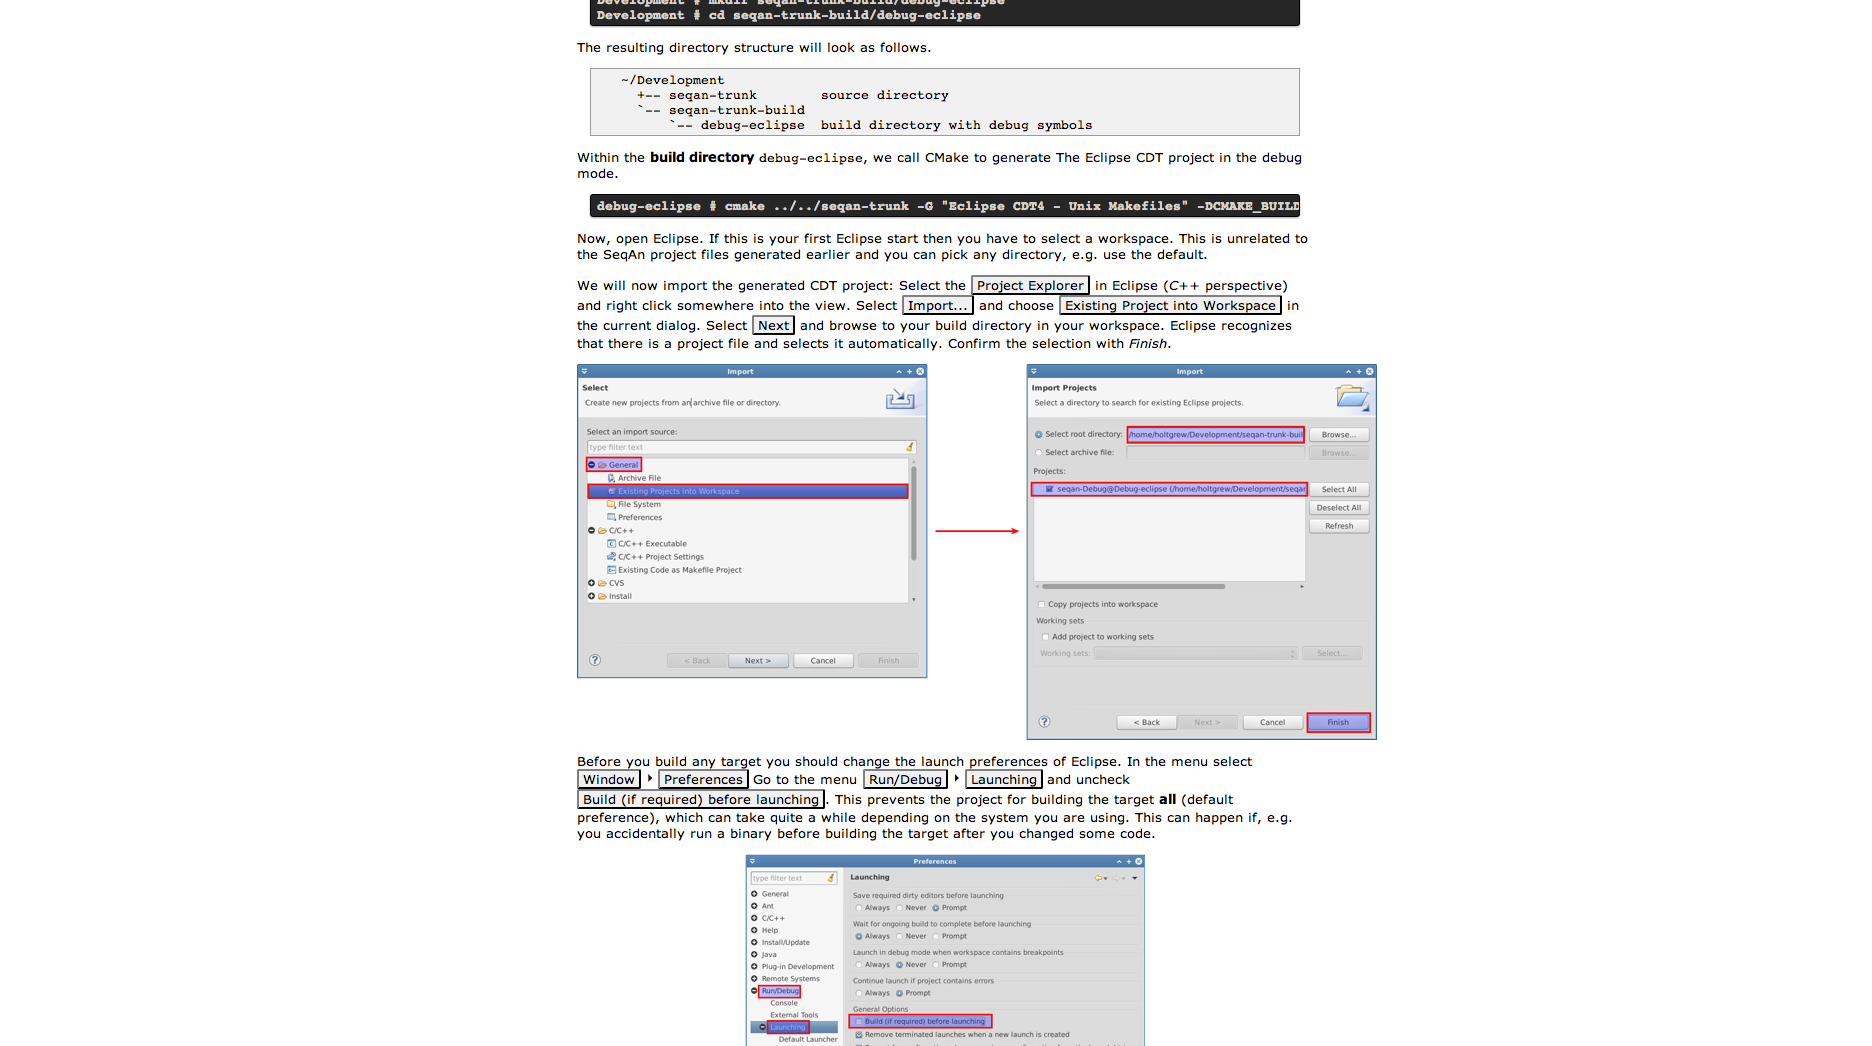 Development # mkdir seqan-trunk-build/debug-eclipse
Development # cd seqan-trunk-build/debug-eclipse
The resulting directory structure will look as follows.
~/Development
+-- seqan-trunk source directory
`-- seqan-trunk-build
`-- debug-eclipse build directory with debug symbols
Within the build directory debug-eclipse, we call CMake to generate The Eclipse CDT project in the debug
mode.
debug-eclipse # cmake ../../seqan-trunk -G "Eclipse CDT4 - Unix Makefiles" -DCMAKE_BUILD
Now, open Eclipse. If this is your first Eclipse start then you have to select a workspace. This is unrelated to
the SeqAn project files generated earlier and you can pick any directory, e.g. use the default.
We will now import the generated CDT project: Select the Project Explorer in Eclipse (C++ perspective)
and right click somewhere into the view. Select Import... and choose Existing Project into Workspace in
the current dialog. Select Next and browse to your build directory in your workspace. Eclipse recognizes
that there is a project file and selects it automatically. Confirm the selection with Finish.
Import
Select
Create new projects from an archive file or directory.
Select an import source:
type filter text
General
Archive File
Existing Projects into Workspace
File System
Preferences
C/C++
C/C++ Executable
C/C++ Project Settings
Existing Code as Makefile Project
CVS
Install
< Back Next > Cancel Finish
Import
Import Projects
Select a directory to search for existing Eclipse projects.
Select root directory: /home/holtgrew/Development/seqan-trunk-buil Browse...
Select archive file: Browse...
Projects:
seqan-Debug@Debug-eclipse (/home/holtgrew/Development/seqan Select All
Deselect All
Refresh
Copy projects into workspace
Working sets
Add project to working sets
Working sets: Select...
< Back Next > Cancel Finish
Before you build any target you should change the launch preferences of Eclipse. In the menu select
Window ▸ Preferences Go to the menu Run/Debug ▸ Launching and uncheck
Build (if required) before launching. This prevents the project for building the target all (default
preference), which can take quite a while depending on the system you are using. This can happen if, e.g.
you accidentally run a binary before building the target after you changed some code.
Preferences
type filter text
General
Ant
C/C++
Help
Install/Update
Java
Plug-in Development
Remote Systems
Run/Debug
Console
External Tools
Launching
Default Launcher
Launching
Save required dirty editors before launching
Always Never Prompt
Wait for ongoing build to complete before launching
Always Never Prompt
Launch in debug mode when workspace contains breakpoints
Always Never Prompt
Continue launch if project contains errors
Always Prompt
General Options
Build (if required) before launching
Remove terminated launches when a new launch is created